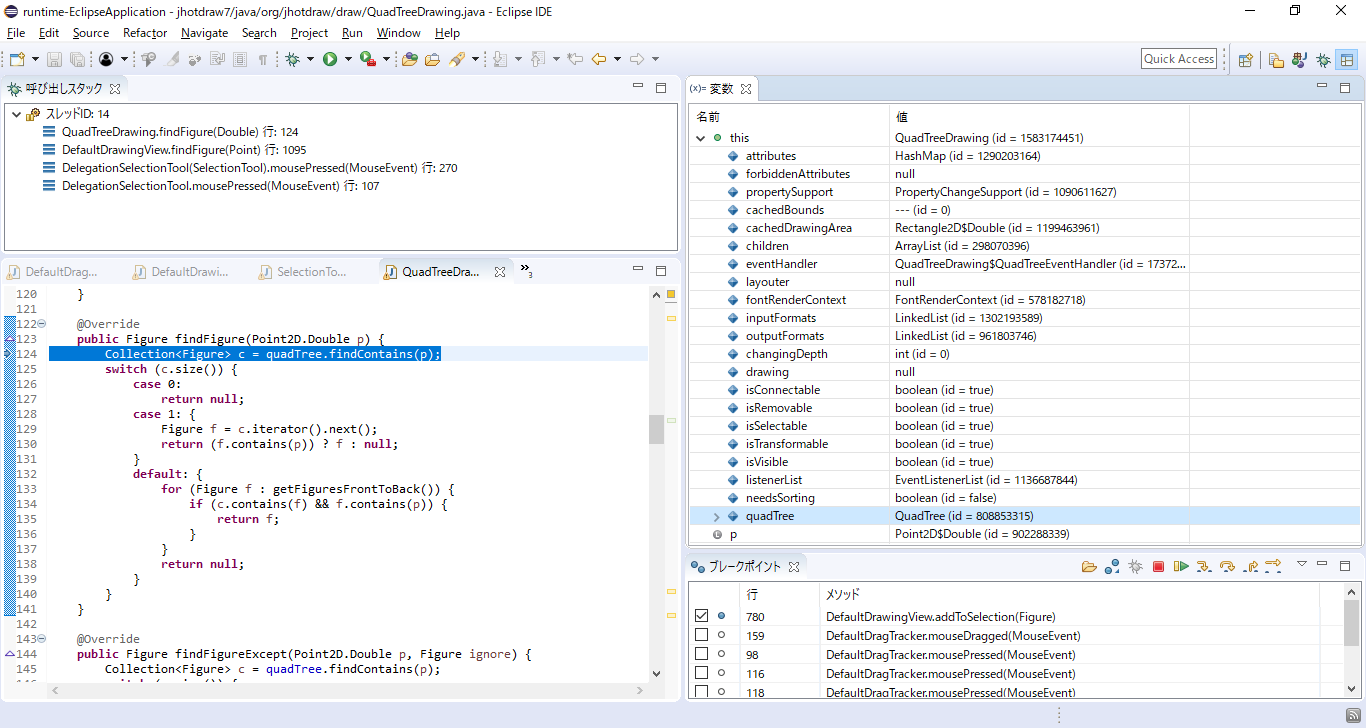 runtime-EclipseApplication - jhotdraw7/java/org/jhotdraw/draw/QuadTreeDrawing.java - Eclipse IDE
File Edit Source Refactor Navigate Search Project Run Window Help
Quick Access
呼び出しスタック
スレッドID: 14
QuadTreeDrawing.findFigure(Double) 行: 124
DefaultDrawingView.findFigure(Point) 行: 1095
DelegationSelectionTool(SelectionTool).mousePressed(MouseEvent) 行: 270
DelegationSelectionTool.mousePressed(MouseEvent) 行: 107
DefaultDrag... DefaultDrawi... SelectionTo... QuadTreeDra... »3
120 }
121
122 @Override
123 public Figure findFigure(Point2D.Double p) {
124 Collection<Figure> c = quadTree.findContains(p);
125 switch (c.size()) {
126 case 0:
127 return null;
128 case 1: {
129 Figure f = c.iterator().next();
130 return (f.contains(p)) ? f : null;
131 }
132 default: {
133 for (Figure f : getFiguresFrontToBack()) {
134 if (c.contains(f) && f.contains(p)) {
135 return f;
136 }
137 }
138 return null;
139 }
140 }
141 }
142
143 @Override
144 public Figure findFigureExcept(Point2D.Double p, Figure ignore) {
145 Collection<Figure> c = quadTree.findContains(p);
(x)= 変数
名前 値
this QuadTreeDrawing (id = 1583174451)
attributes HashMap (id = 1290203164)
forbiddenAttributes null
propertySupport PropertyChangeSupport (id = 1090611627)
cachedBounds --- (id = 0)
cachedDrawingArea Rectangle2D$Double (id = 1199463961)
children ArrayList (id = 298070396)
eventHandler QuadTreeDrawing$QuadTreeEventHandler (id = 17372...
layouter null
fontRenderContext FontRenderContext (id = 578182718)
inputFormats LinkedList (id = 1302193589)
outputFormats LinkedList (id = 961803746)
changingDepth int (id = 0)
drawing null
isConnectable boolean (id = true)
isRemovable boolean (id = true)
isSelectable boolean (id = true)
isTransformable boolean (id = true)
isVisible boolean (id = true)
listenerList EventListenerList (id = 1136687844)
needsSorting boolean (id = false)
quadTree QuadTree (id = 808853315)
p Point2D$Double (id = 902288339)
ブレークポイント
行 メソッド
780 DefaultDrawingView.addToSelection(Figure)
159 DefaultDragTracker.mouseDragged(MouseEvent)
98 DefaultDragTracker.mousePressed(MouseEvent)
116 DefaultDragTracker.mousePressed(MouseEvent)
118 DefaultDragTracker.mousePressed(MouseEvent)